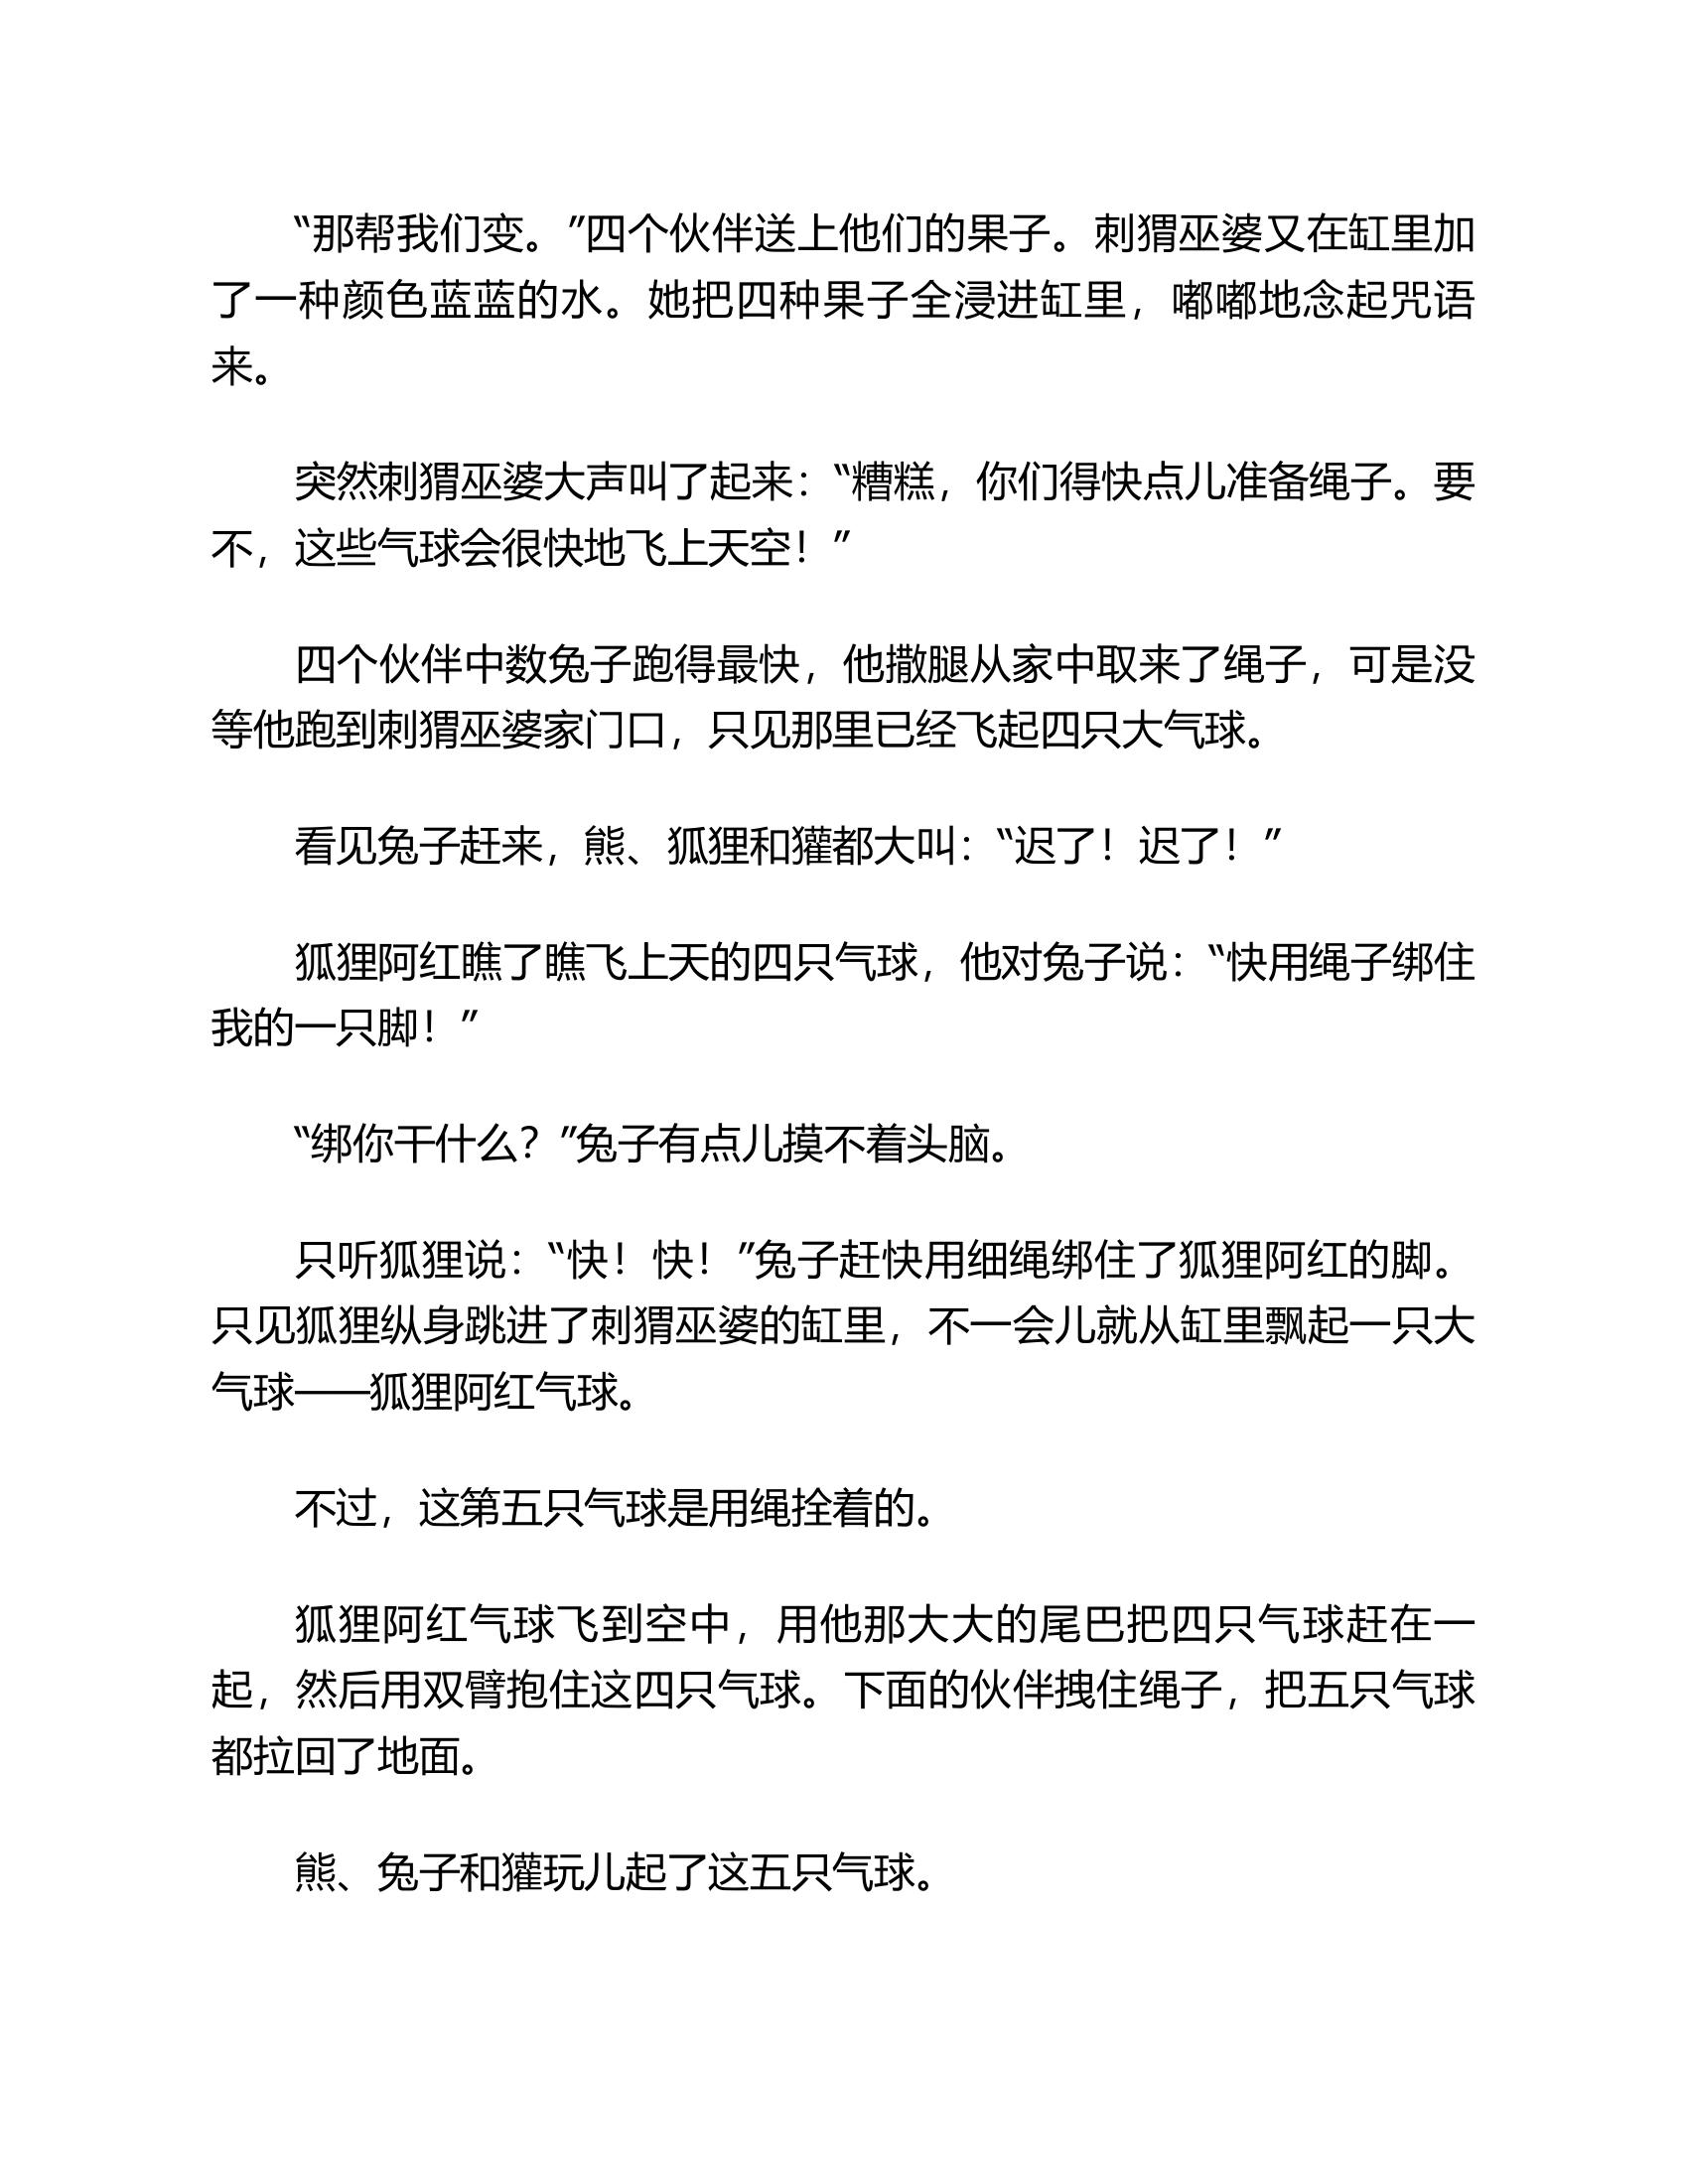 “那帮我们变。”四个伙伴送上他们的果子。刺猬巫婆又在缸里加
了一种颜色蓝蓝的水。她把四种果子全浸进缸里，嘟嘟地念起咒语
来。
突然刺猬巫婆大声叫了起来：“糟糕，你们得快点儿准备绳子。要
不，这些气球会很快地飞上天空！”
四个伙伴中数兔子跑得最快，他撒腿从家中取来了绳子，可是没
等他跑到刺猬巫婆家门口，只见那里已经飞起四只大气球。
看见兔子赶来，熊、狐狸和獾都大叫：“迟了！迟了！”
狐狸阿红瞧了瞧飞上天的四只气球，他对兔子说：“快用绳子绑住
我的一只脚！”
“绑你干什么？”兔子有点儿摸不着头脑。
只听狐狸说：“快！快！”兔子赶快用细绳绑住了狐狸阿红的脚。
只见狐狸纵身跳进了刺猬巫婆的缸里，不一会儿就从缸里飘起一只大
气球——狐狸阿红气球。
不过，这第五只气球是用绳拴着的。
狐狸阿红气球飞到空中，用他那大大的尾巴把四只气球赶在一
起，然后用双臂抱住这四只气球。下面的伙伴拽住绳子，把五只气球
都拉回了地面。
熊、兔子和獾玩儿起了这五只气球。